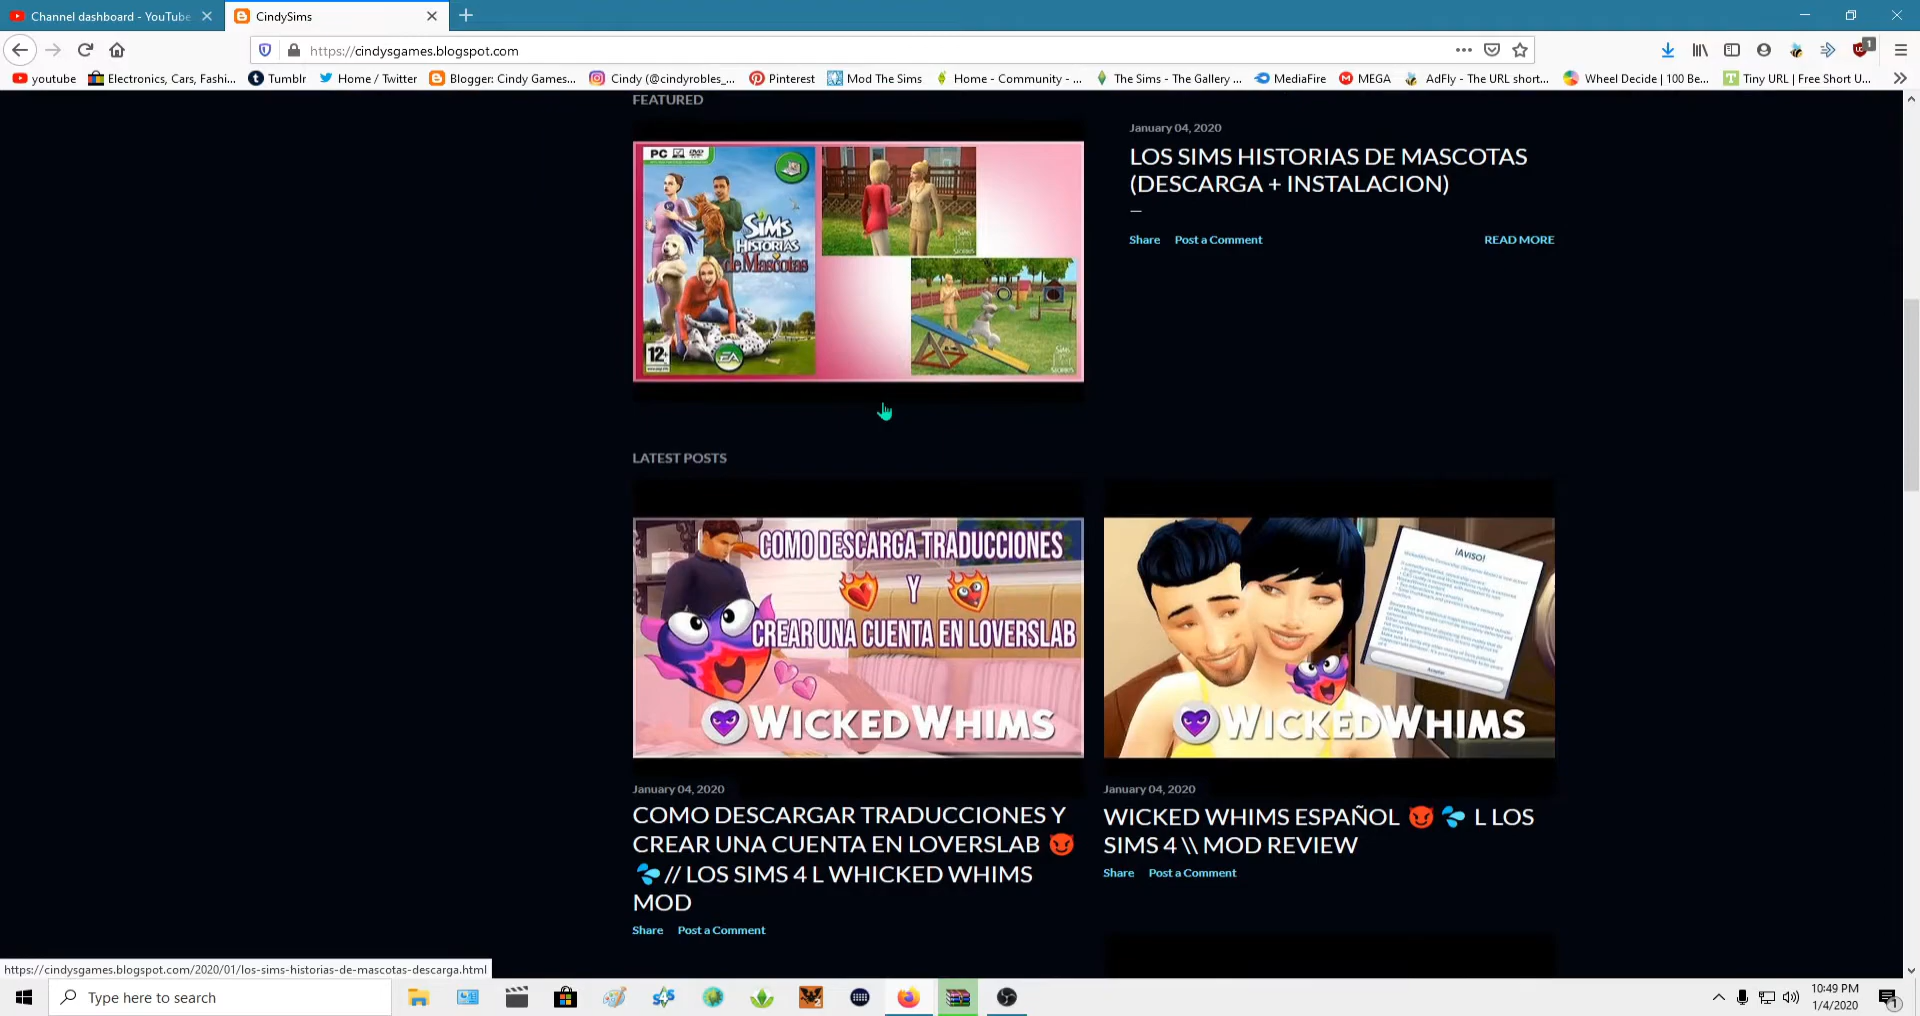 Channel dashboard - YouTube
CindySims
https://cindysgames.blogspot.com
1
youtube
Electronics, Cars, Fashi...
Tumblr
Home / Twitter
Blogger: Cindy Games...
Cindy (@cindyrobles_...
Pinterest
Mod The Sims
Home - Community - ...
The Sims - The Gallery ...
MediaFire
MEGA
AdFly - The URL short...
Wheel Decide | 100 Be...
Tiny URL | Free Short U...
FEATURED
PC DVD
Sims
HISTORIAS
de Mascotas
12+
EA
January 04, 2020
LOS SIMS HISTORIAS DE MASCOTAS
(DESCARGA + INSTALACION)
Share
Post a Comment
READ MORE
LATEST POSTS
COMO DESCARGA TRADUCCIONES
Y
CREAR UNA CUENTA EN LOVERSLAB
WICKEDWHIMS
¡AVISO!
WICKEDWHIMS
January 04, 2020
COMO DESCARGAR TRADUCCIONES Y
CREAR UNA CUENTA EN LOVERSLAB 😈
💦 // LOS SIMS 4 L WHICKED WHIMS
MOD
Share
Post a Comment
January 04, 2020
WICKED WHIMS ESPAÑOL 😈 💦 L LOS
SIMS 4 \\ MOD REVIEW
Share
Post a Comment
https://cindysgames.blogspot.com/2020/01/los-sims-historias-de-mascotas-descarga.html
Type here to search
10:49 PM
1/4/2020
1